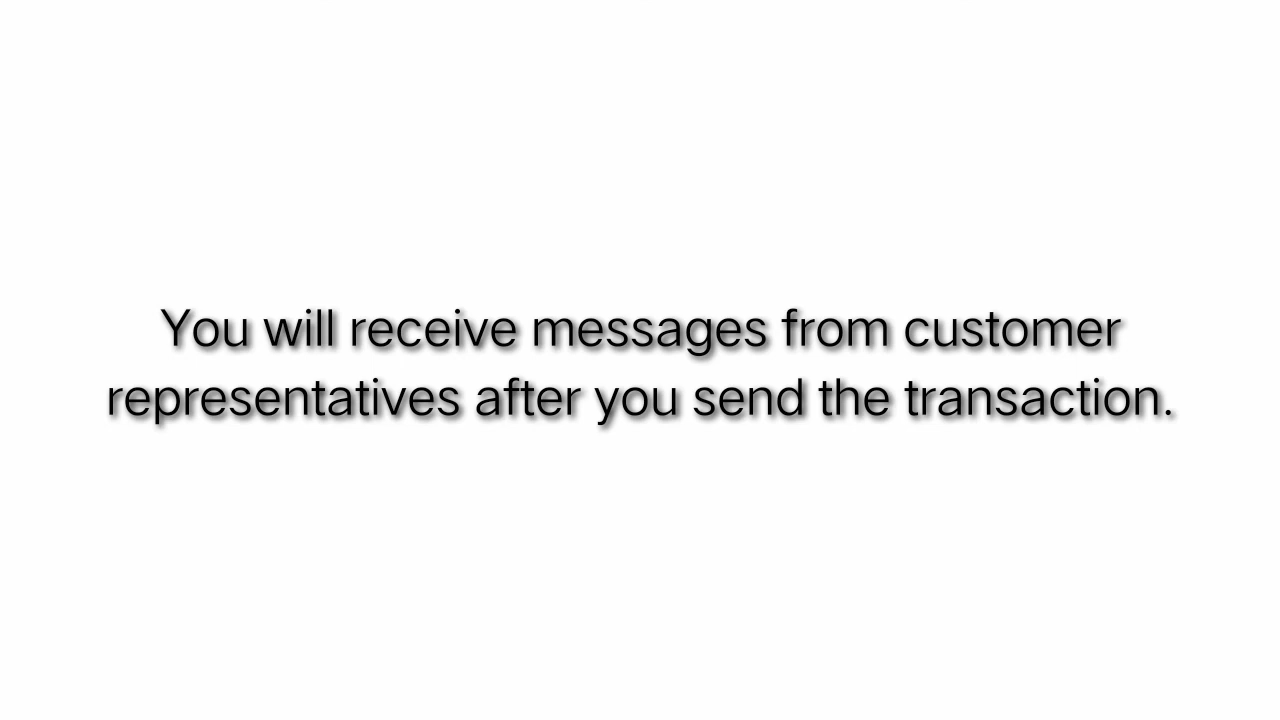 You will receive messages from customer
representatives after you send the transaction.